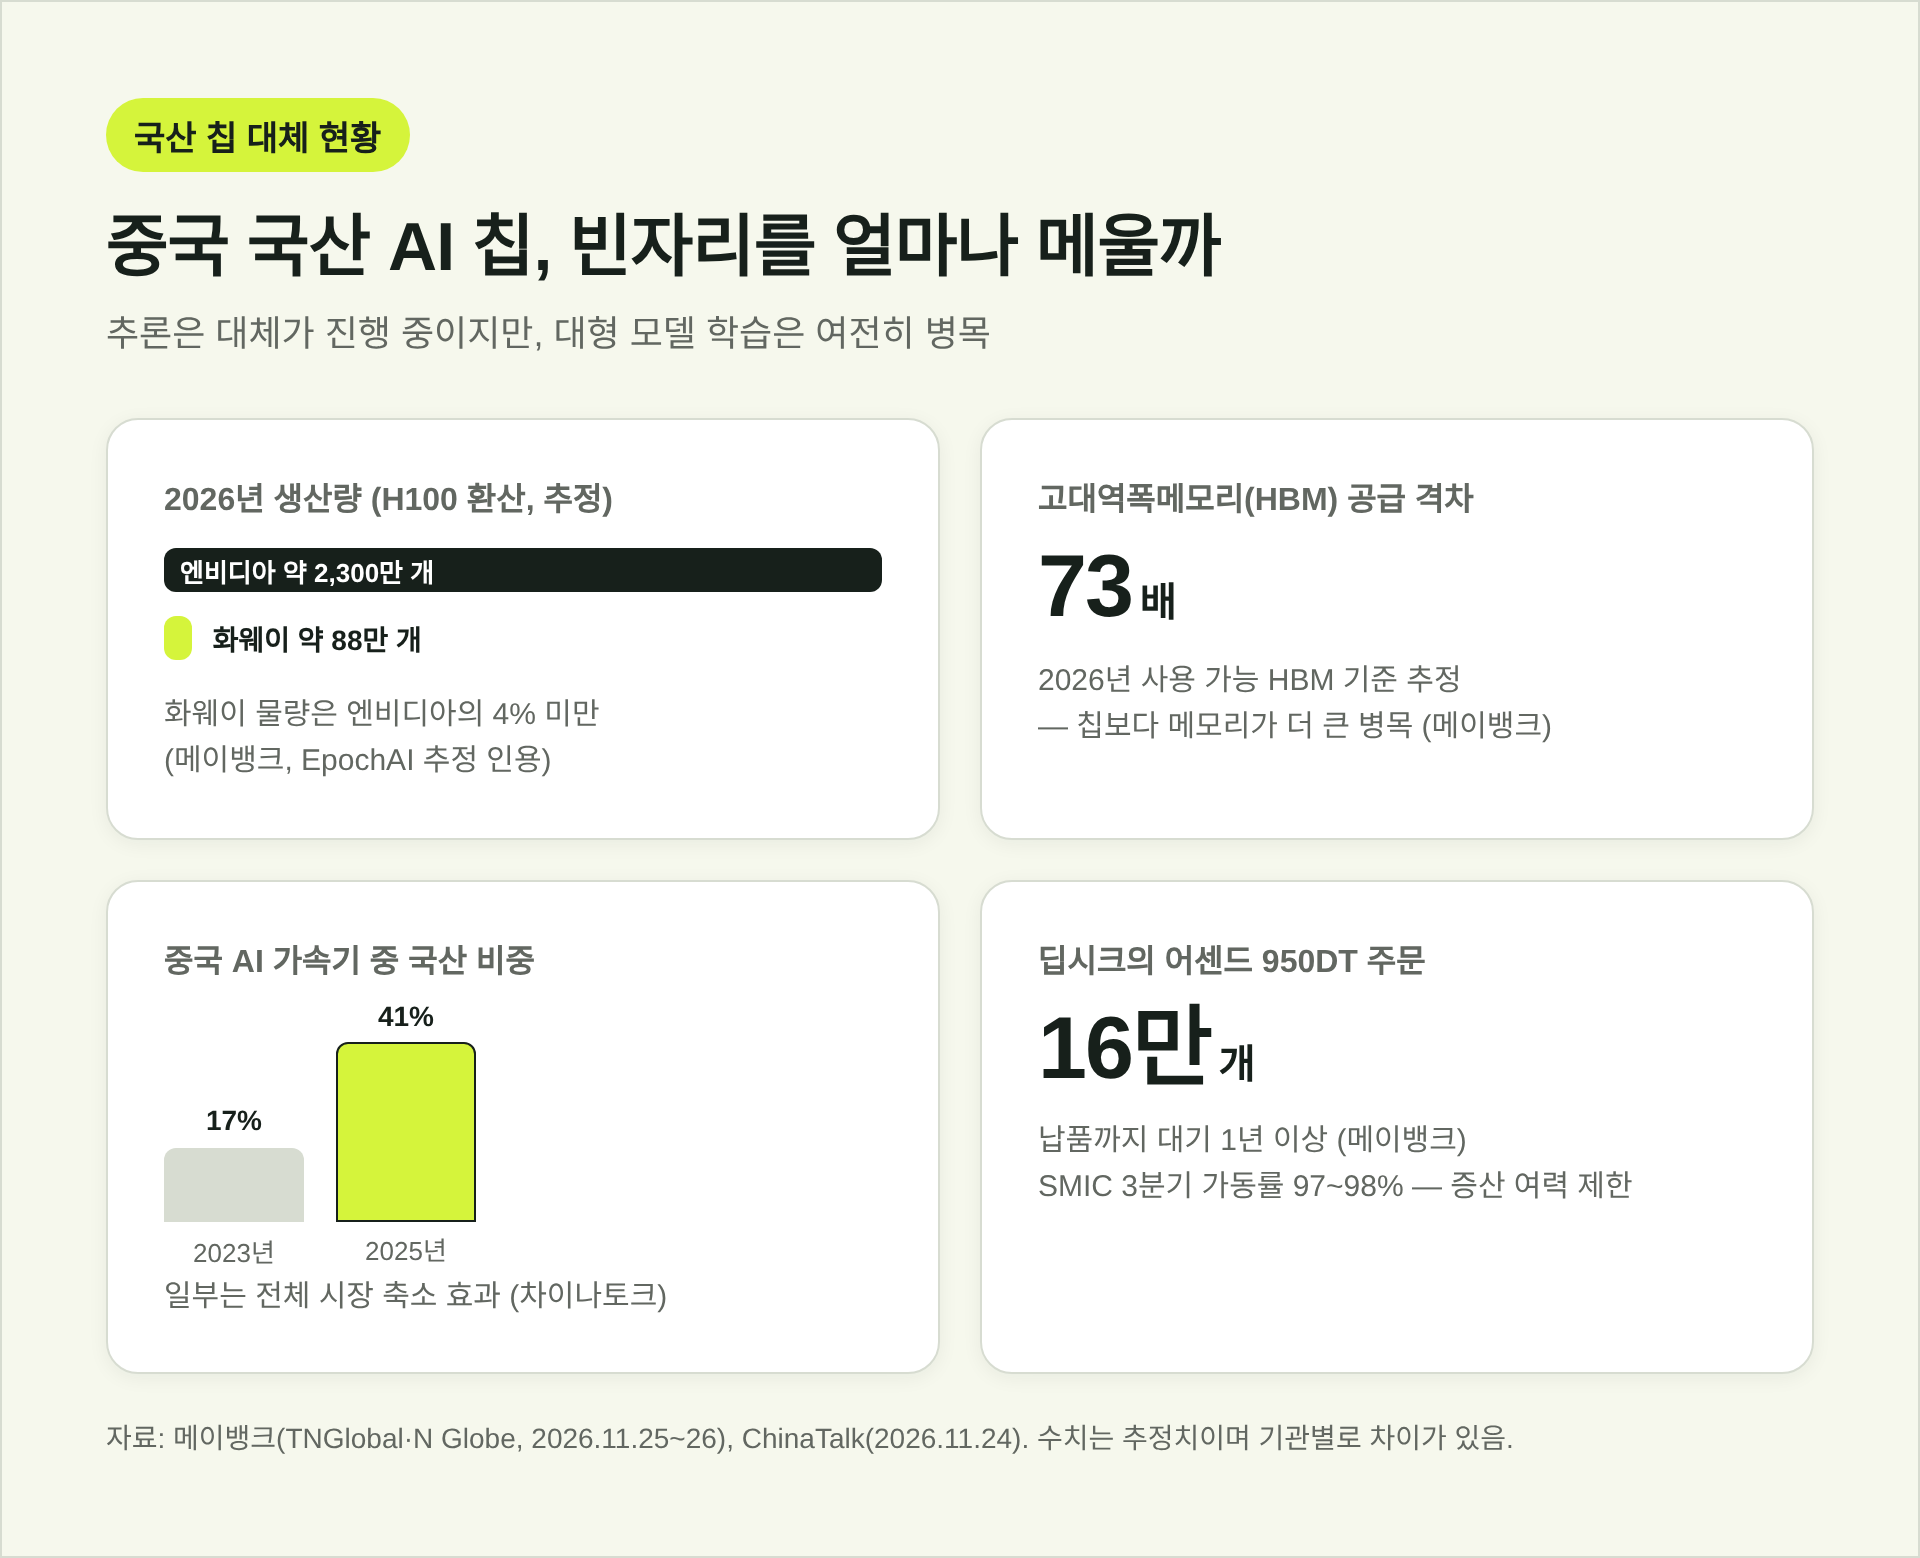 국산 칩 대체 현황
중국 국산 AI 칩, 빈자리를 얼마나 메울까
추론은 대체가 진행 중이지만, 대형 모델 학습은 여전히 병목
2026년 생산량 (H100 환산, 추정)
엔비디아 약 2,300만 개
화웨이 약 88만 개
화웨이 물량은 엔비디아의 4% 미만
(메이뱅크, EpochAI 추정 인용)
고대역폭메모리(HBM) 공급 격차
73 배
2026년 사용 가능 HBM 기준 추정
— 칩보다 메모리가 더 큰 병목 (메이뱅크)
중국 AI 가속기 중 국산 비중
41%
17%
2023년
2025년
일부는 전체 시장 축소 효과 (차이나토크)
딥시크의 어센드 950DT 주문
16만 개
납품까지 대기 1년 이상 (메이뱅크)
SMIC 3분기 가동률 97~98% — 증산 여력 제한
자료: 메이뱅크(TNGlobal·N Globe, 2026.11.25~26), ChinaTalk(2026.11.24). 수치는 추정치이며 기관별로 차이가 있음.